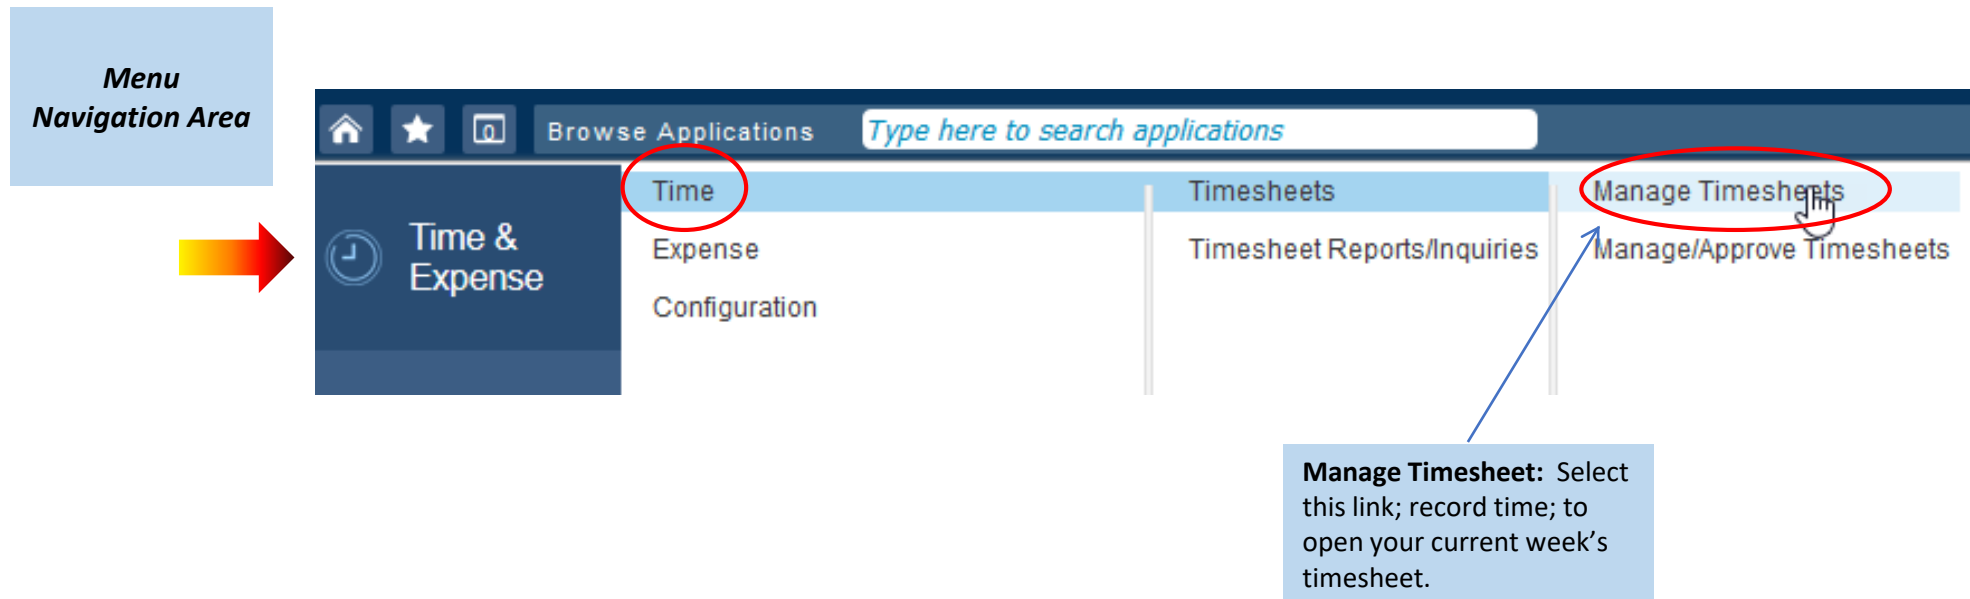 Menu
Navigation Area
Browse Applications
Type here to search applications
Time &
Expense
Time
Expense
Configuration
Timesheets
Timesheet Reports/Inquiries
Manage Timesheets
Manage/Approve Timesheets
Manage Timesheet:  Select
this link; record time; to
open your current week’s
timesheet.